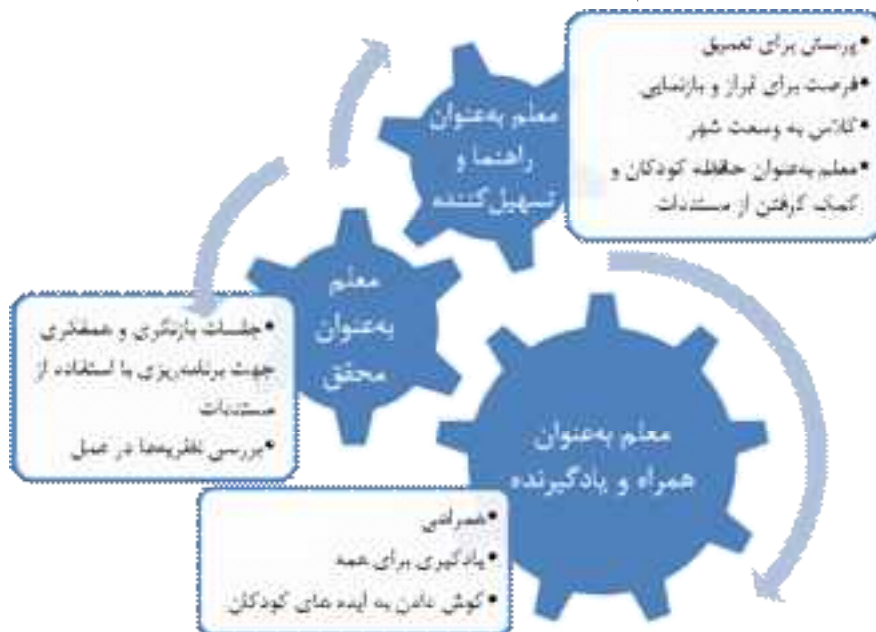 معلم به‌عنوان
راهنما و
تسهیل‌کننده
•پرسش برای تعمیق
•فرصت برای ابراز و بازنمایی
•کلاس به وسعت شهر
•معلم به‌عنوان حافظه کودکان و
کمک گرفتن از مستندات
معلم
به‌عنوان
محقق
•جلسات بازنگری و همفکری
جهت برنامه‌ریزی با استفاده از
مستندات
•بررسی نظریه‌ها در عمل
معلم به‌عنوان
همراه و یادگیرنده
•همراهی
•یادگیری برای همه
•گوش دادن به ایده های کودکان